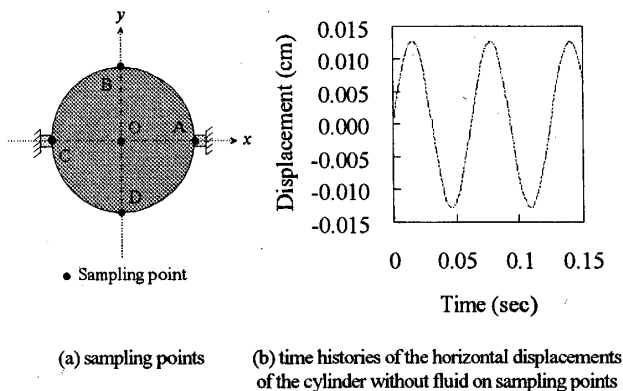 y
B
O
A
x
C
D
● Sampling point
(a) sampling points
Displacement (cm)
0.015
0.010
0.005
0.000
-0.005
-0.010
-0.015
0 0.05 0.1 0.15
Time (sec)
(b) time histories of the horizontal displacements
of the cylinder without fluid on sampling points